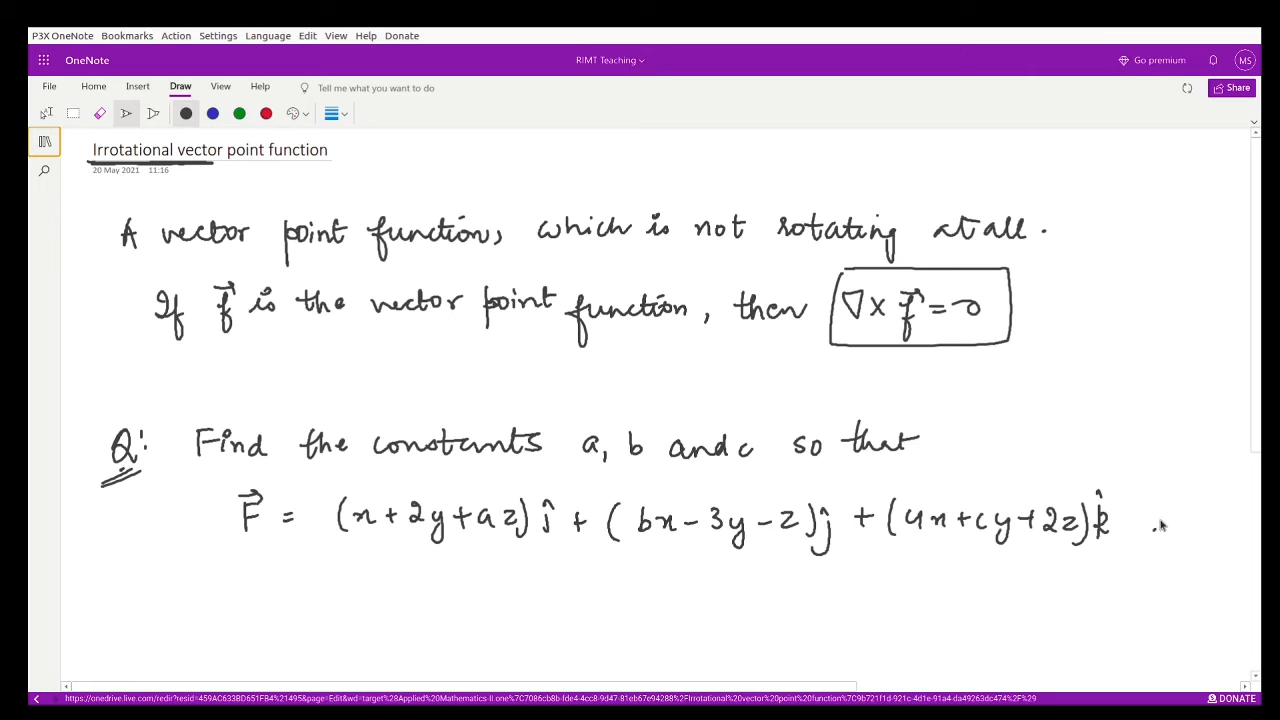 P3X OneNote Bookmarks Action Settings Language Edit View Help Donate
OneNote RIMT Teaching Go premium MS
File Home Insert Draw View Help Tell me what you want to do Share
Irrotational vector point function
20 May 2021 11:16
A vector point function, which is not rotating at all.
If f⃗ is the vector point function, then ∇ × f⃗ = 0
Q: Find the constants a, b and c so that
F⃗ = (x + 2y + az) î + (bx - 3y - z) ĵ + (4x + cy + 2z) k̂
DONATE